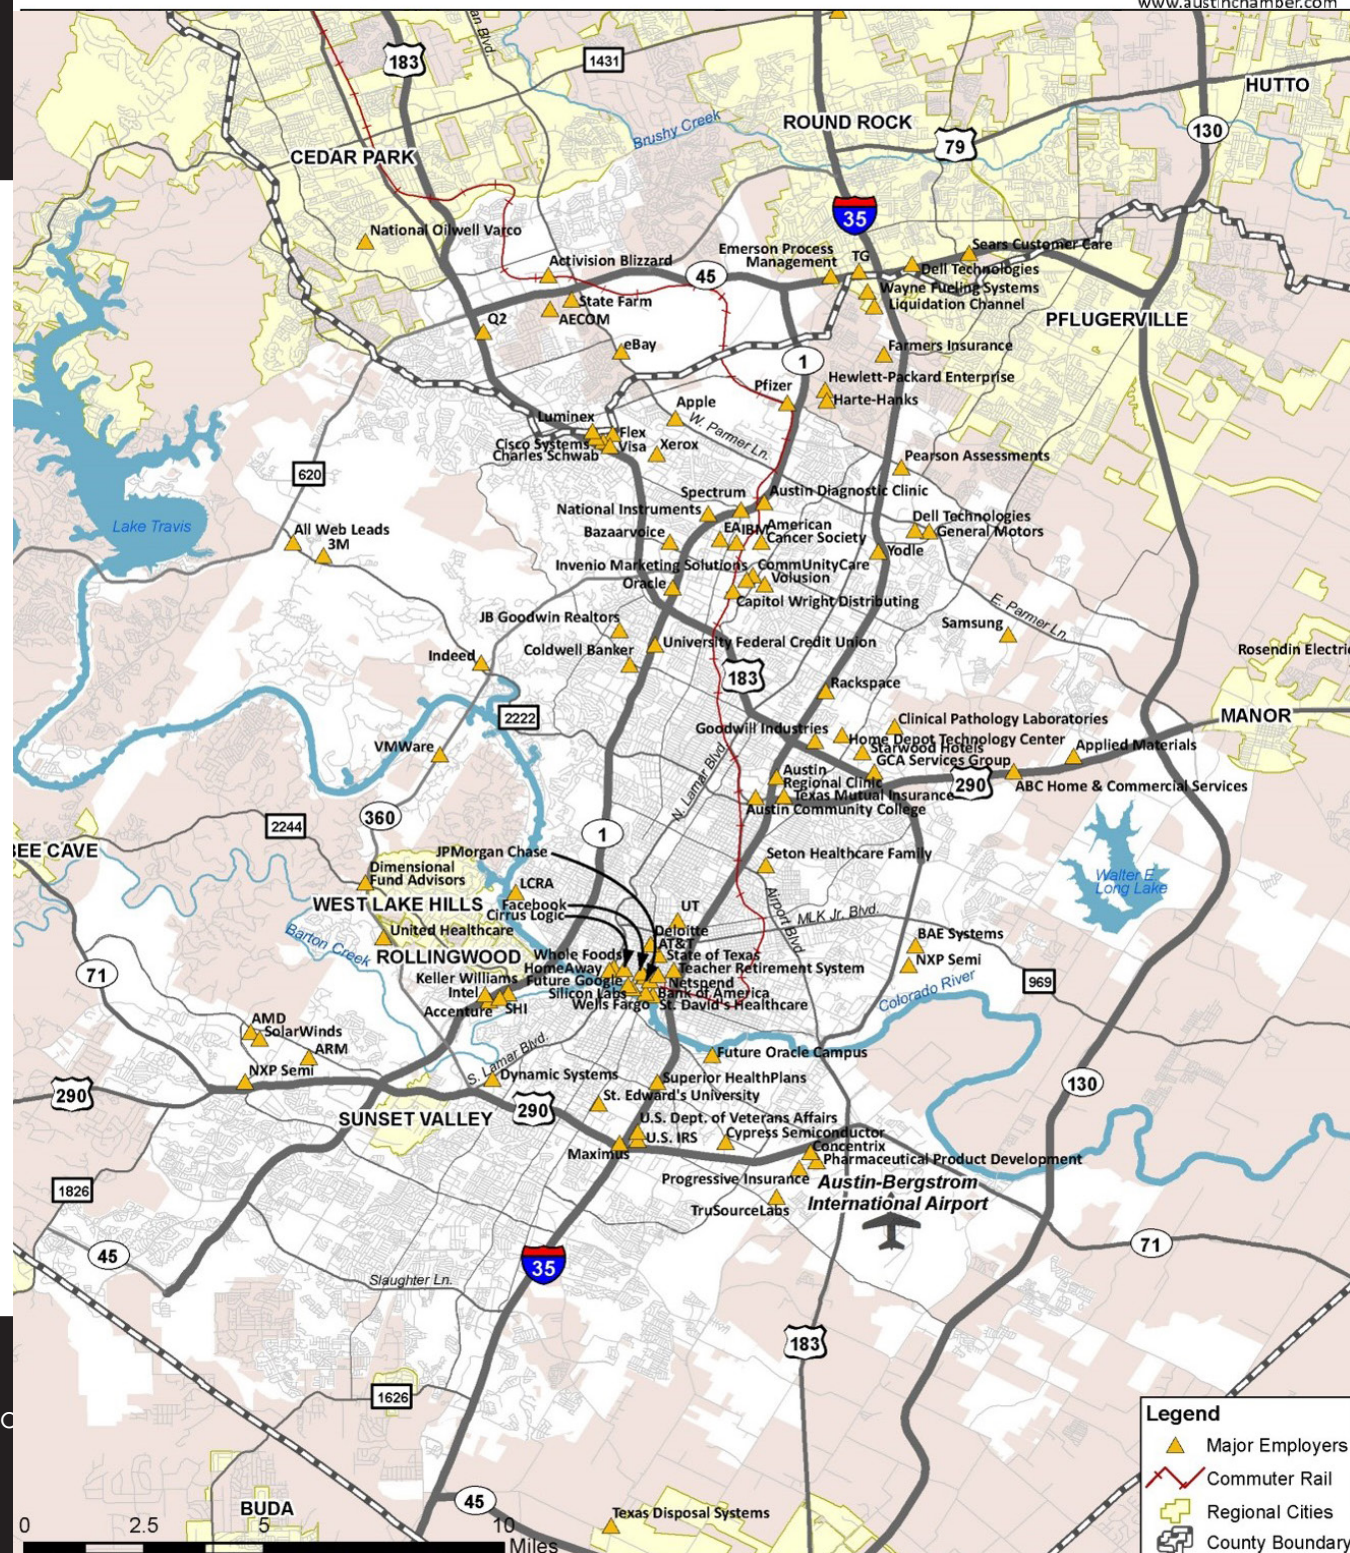 www.austinchamber.com
183
1431
HUTTO
Brushy Creek
ROUND ROCK
79
130
CEDAR PARK
35
National Oilwell Varco
Emerson Process
Management
TG
Sears Customer Care
Activision Blizzard
45
Dell Technologies
Wayne Fueling Systems
State Farm
Liquidation Channel
AECOM
Q2
PFLUGERVILLE
eBay
Farmers Insurance
1
Hewlett-Packard Enterprise
Pfizer
Harte-Hanks
Apple
W. Parmer Ln.
Luminex
Flex
Cisco Systems
Visa
Xerox
Charles Schwab
Pearson Assessments
620
Spectrum
Austin Diagnostic Clinic
National Instruments
Lake Travis
All Web Leads
3M
Bazaarvoice
EA
IBM
American
Cancer Society
Dell Technologies
General Motors
Yodle
Invenio Marketing Solutions
CommUnityCare
Volusion
Oracle
Capitol Wright Distributing
E. Parmer Ln.
JB Goodwin Realtors
Samsung
University Federal Credit Union
Coldwell Banker
Indeed
Rosendin Electric
183
Rackspace
2222
MANOR
Clinical Pathology Laboratories
Goodwill Industries
Home Depot Technology Center
Starwood Hotels
Applied Materials
VMWare
GCA Services Group
N. Lamar Blvd.
Austin
Regional Clinic
290
ABC Home & Commercial Services
Texas Mutual Insurance
Austin Community College
360
2244
1
BEE CAVE
JPMorgan Chase
Seton Healthcare Family
Dimensional
Fund Advisors
LCRA
Walter E
Long Lake
WEST LAKE HILLS
Facebook
Cirrus Logic
UT
Airport Blvd.
MLK Jr. Blvd.
Barton Creek
United Healthcare
Deloitte
AT&T
BAE Systems
ROLLINGWOOD
Whole Foods
State of Texas
NXP Semi
HomeAway
Teacher Retirement System
71
Keller Williams
Future Google
Netspend
969
Intel
Silicon Labs
Bank of America
Colorado River
Accenture
SHI
Wells Fargo
St. David's Healthcare
AMD
SolarWinds
ARM
S. Lamar Blvd.
Future Oracle Campus
NXP Semi
Dynamic Systems
Superior HealthPlans
130
290
St. Edward's University
290
SUNSET VALLEY
U.S. Dept. of Veterans Affairs
U.S. IRS
Cypress Semiconductor
Maximus
Concentrix
Pharmaceutical Product Development
Progressive Insurance
Austin-Bergstrom
International Airport
1826
TruSourceLabs
45
71
35
Slaughter Ln.
183
1626
Legend
Major Employers
Commuter Rail
Regional Cities
County Boundary
45
BUDA
Texas Disposal Systems
0 2.5 5 10
Miles